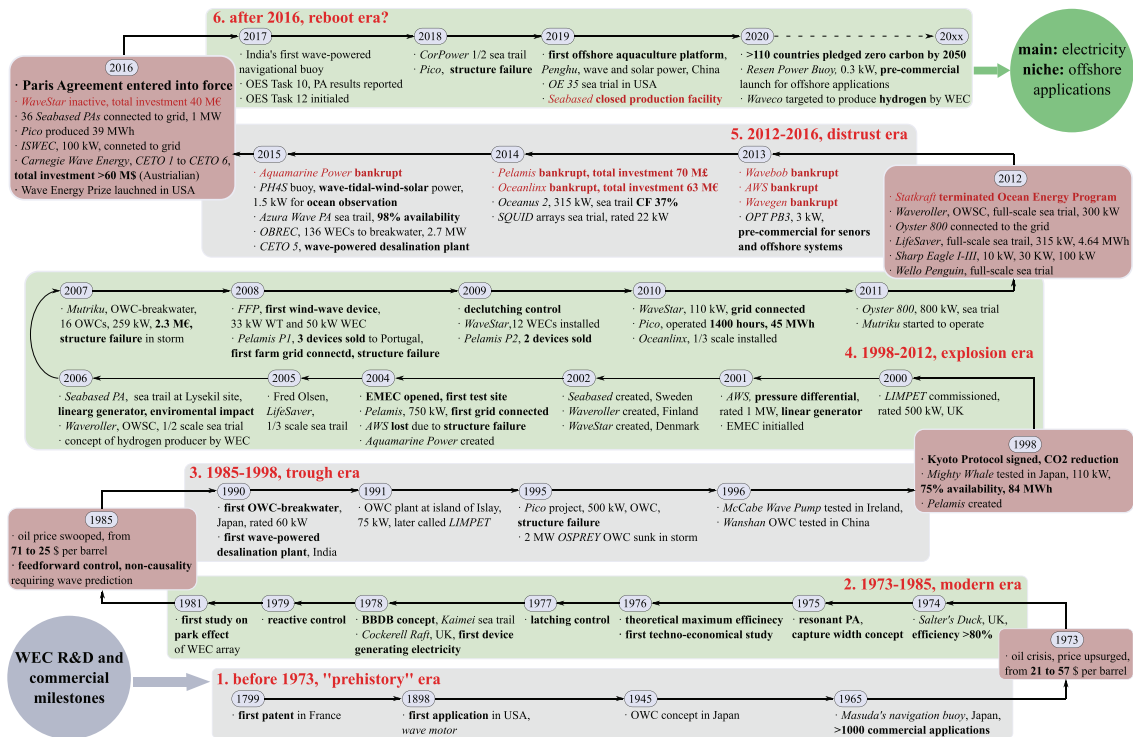 WEC R&D and
commercial
milestones
1. before 1973, "prehistory" era
1799
· first patent in France
1898
· first application in USA,
wave motor
1945
· OWC concept in Japan
1965
· Masuda's navigation buoy, Japan,
>1000 commercial applications
1973
· oil crisis, price upsurged,
from 21 to 57 $ per barrel
2. 1973-1985, modern era
1974
· Salter's Duck, UK,
efficiency >80%
1975
· resonant PA,
capture width concept
1976
· theoretical maximum efficinecy
· first techno-economical study
1977
· latching control
1978
· BBDB concept, Kaimei sea trail
· Cockerell Raft, UK, first device
generating electricity
1979
· reactive control
1981
· first study on
park effect
of WEC array
1985
· oil price swooped, from
71 to 25 $ per barrel
· feedforward control, non-causality
requiring wave prediction
3. 1985-1998, trough era
1990
· first OWC-breakwater,
Japan, rated 60 kW
· first wave-powered
desalination plant, India
1991
· OWC plant at island of Islay,
75 kW, later called LIMPET
1995
· Pico project, 500 kW, OWC,
structure failure
· 2 MW OSPREY OWC sunk in storm
1996
· McCabe Wave Pump tested in Ireland,
· Wanshan OWC tested in China
1998
· Kyoto Protocol signed, CO2 reduction
· Mighty Whale tested in Japan, 110 kW,
75% availability, 84 MWh
· Pelamis created
4. 1998-2012, explosion era
2000
· LIMPET commissioned,
rated 500 kW, UK
2001
· AWS, pressure differential,
rated 1 MW, linear generator
· EMEC initialled
2002
· Seabased created, Sweden
· Waveroller created, Finland
· WaveStar created, Denmark
2004
· EMEC opened, first test site
· Pelamis, 750 kW, first grid connected
· AWS lost due to structure failure
· Aquamarine Power created
2005
· Fred Olsen,
LifeSaver,
1/3 scale sea trail
2006
· Seabased PA, sea trail at Lysekil site,
linearg generator, enviromental impact
· Waveroller, OWSC, 1/2 scale sea trial
· concept of hydrogen producer by WEC
2007
· Mutriku, OWC-breakwater,
16 OWCs, 259 kW, 2.3 M€,
structure failure in storm
2008
· FFP, first wind-wave device,
33 kW WT and 50 kW WEC
· Pelamis P1, 3 devices sold to Portugal,
first farm grid connectd, structure failure
2009
· declutching control
· WaveStar,12 WECs installed
· Pelamis P2, 2 devices sold
2010
· WaveStar, 110 kW, grid connected
· Pico, operated 1400 hours, 45 MWh
· Oceanlinx, 1/3 scale installed
2011
· Oyster 800, 800 kW, sea trial
· Mutriku started to operate
2012
· Statkraft terminated Ocean Energy Program
· Waveroller, OWSC, full-scale sea trial, 300 kW
· Oyster 800 connected to the grid
· LifeSaver, full-scale sea trail, 315 kW, 4.64 MWh
· Sharp Eagle I-III, 10 kW, 30 KW, 100 kW
· Wello Penguin, full-scale sea trial
5. 2012-2016, distrust era
2013
· Wavebob bankrupt
· AWS bankrupt
· Wavegen bankrupt
· OPT PB3, 3 kW,
pre-commercial for senors
and offshore systems
2014
· Pelamis bankrupt, total investment 70 M£
· Oceanlinx bankrupt, total investment 63 M€
· Oceanus 2, 315 kW, sea trail CF 37%
· SQUID arrays sea trial, rated 22 kW
2015
· Aquamarine Power bankrupt
· PH4S buoy, wave-tidal-wind-solar power,
1.5 kW for ocean observation
· Azura Wave PA sea trail, 98% availability
· OBREC, 136 WECs to breakwater, 2.7 MW
· CETO 5, wave-powered desalination plant
2016
· Paris Agreement entered into force
· WaveStar inactive, total investment 40 M€
· 36 Seabased PAs connected to grid, 1 MW
· Pico produced 39 MWh
· ISWEC, 100 kW, conneted to grid
· Carnegie Wave Energy, CETO 1 to CETO 6,
total investment >60 M$ (Austrialian)
· Wave Energy Prize lauchned in USA
6. after 2016, reboot era?
2017
· India's first wave-powered
navigational buoy
· OES Task 10, PA results reported
· OES Task 12 initialed
2018
· CorPower 1/2 sea trail
· Pico, structure failure
2019
· first offshore aquaculture platform,
Penghu, wave and solar power, China
· OE 35 sea trial in USA
· Seabased closed production facility
2020
· >110 countries pledged zero carbon by 2050
· Resen Power Buoy, 0.3 kW, pre-commercial
launch for offshore applications
· Waveco targeted to produce hydrogen by WEC
20xx
main: electricity
niche: offshore
applications